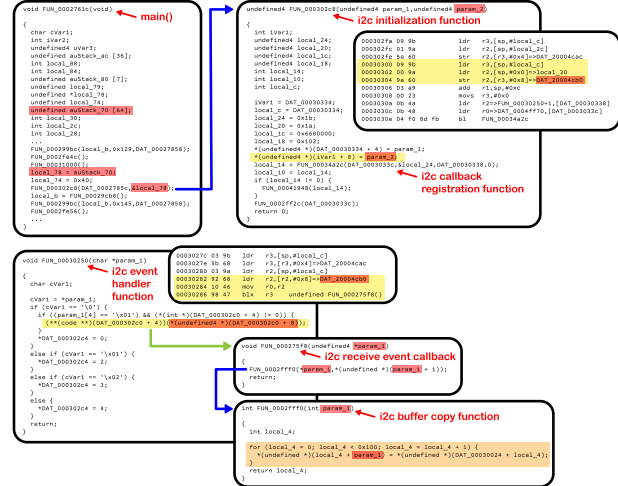 void FUN_0002761c(void)
main()
{
char cVar1;
int iVar2;
undefined4 uVar3;
undefined auStack_ac [36];
int local_88;
int local_84;
undefined auStack_80 [7];
undefined local_79;
undefined *local_78;
undefined local_74;
undefined auStack_70 [64];
int local_30;
int local_2c;
int local_28;
...
FUN_000299bc(local_b,0x129,DAT_00027858);
FUN_0002fe4c();
FUN_00031000();
local_78 = auStack_70;
local_74 = 0x40;
FUN_000302c8(DAT_0002785c,&local_78);
local_b = FUN_00029cb8();
FUN_000299bc(local_b,0x145,DAT_00027858);
FUN_0002fe56();
...
}
undefined4 FUN_000302c8(undefined4 param_1,undefined4 param_2)
i2c initialization function
{
int iVar1;
undefined4 local_24;
undefined4 local_20;
undefined4 local_1c;
undefined4 local_18;
int local_14;
int local_10;
int local_c;
iVar1 = DAT_00030334;
local_c = DAT_00030334;
local_24 = 0x1b;
local_20 = 0x1a;
local_1c = 0x6680000;
local_18 = 0x102;
*(undefined4 *)(DAT_00030334 + 4) = param_1;
*(undefined4 *)(iVar1 + 8) = param_2;
local_14 = FUN_00034a2c(DAT_0003033c,&local_24,DAT_00030338,0);
local_10 = local_14;
if (local_14 != 0) {
FUN_00041948(local_14);
}
FUN_0002ff2c(DAT_0003033c);
return 0;
}
i2c callback
registration function
000302fa 09 9b ldr r3,[sp,#local_c]
000302fc 01 9a ldr r2,[sp,#local_2c]
000302fe 5a 60 str r2,[r3,#0x4]=>DAT_20004cac
00030300 09 9b ldr r3,[sp,#local_c]
00030302 00 9a ldr r2,[sp,#0x0]=>local_30
00030304 9a 60 str r2,[r3,#0x8]=>DAT_20004cb0
00030306 03 a9 add r1,sp,#0xc
00030308 00 23 movs r3,#0x0
0003030a 0b 4a ldr r2=>FUN_00030250+1,[DAT_00030338]
0003030c 0b 48 ldr r0=>DAT_0004ff70,[DAT_0003033c]
0003030e 04 f0 8d fb bl FUN_00034a2c
void FUN_00030250(char *param_1)
i2c event
handler
function
{
char cVar1;
cVar1 = *param_1;
if (cVar1 == '\0') {
if ((param_1[4] == '\x01') && (*(int *)(DAT_000302c0 + 4) != 0)) {
(**(code **)(DAT_000302c0 + 4))(*(undefined4 *)(DAT_000302c0 + 8));
}
*DAT_000302c4 = 0;
}
else if (cVar1 == '\x01') {
*DAT_000302c4 = 2;
}
else if (cVar1 == '\x02') {
*DAT_000302c4 = 3;
}
else {
*DAT_000302c4 = 4;
}
return;
}
0003027c 03 9b ldr r3,[sp,#local_c]
0003027e 5b 68 ldr r3,[r3,#0x4]=>DAT_20004cac
00030280 03 9a ldr r2,[sp,#local_c]
00030282 92 68 ldr r2,[r2,#0x8]=>DAT_20004cb0
00030284 10 46 mov r0,r2
00030286 98 47 blx r3 undefined FUN_000275f8()
void FUN_000275f8(undefined4 *param_1)
i2c receive event callback
{
FUN_0002fff0(*param_1,*(undefined *)(param_1 + 1));
return;
}
int FUN_0002fff0(int param_1)
i2c buffer copy function
{
int local_4;
for (local_4 = 0; local_4 < 0x100; local_4 = local_4 + 1) {
*(undefined *)(local_4 + param_1) = *(undefined *)(DAT_00030024 + local_4);
}
return local_4;
}